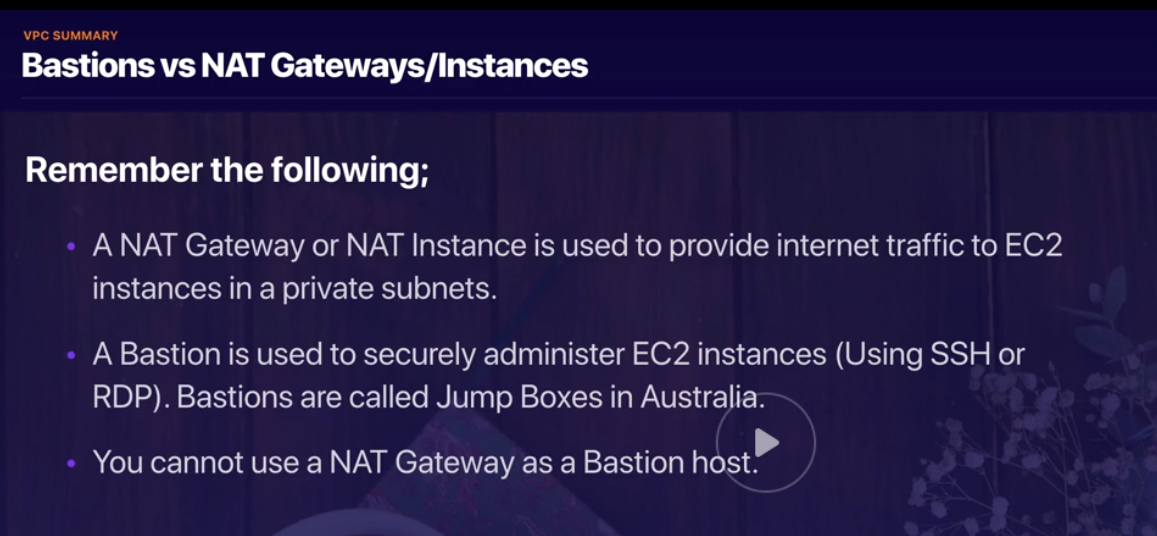 VPC SUMMARY
Bastions vs NAT Gateways/Instances
Remember the following;
• A NAT Gateway or NAT Instance is used to provide internet traffic to EC2
instances in a private subnets.
• A Bastion is used to securely administer EC2 instances (Using SSH or
RDP). Bastions are called Jump Boxes in Australia.
• You cannot use a NAT Gateway as a Bastion host.